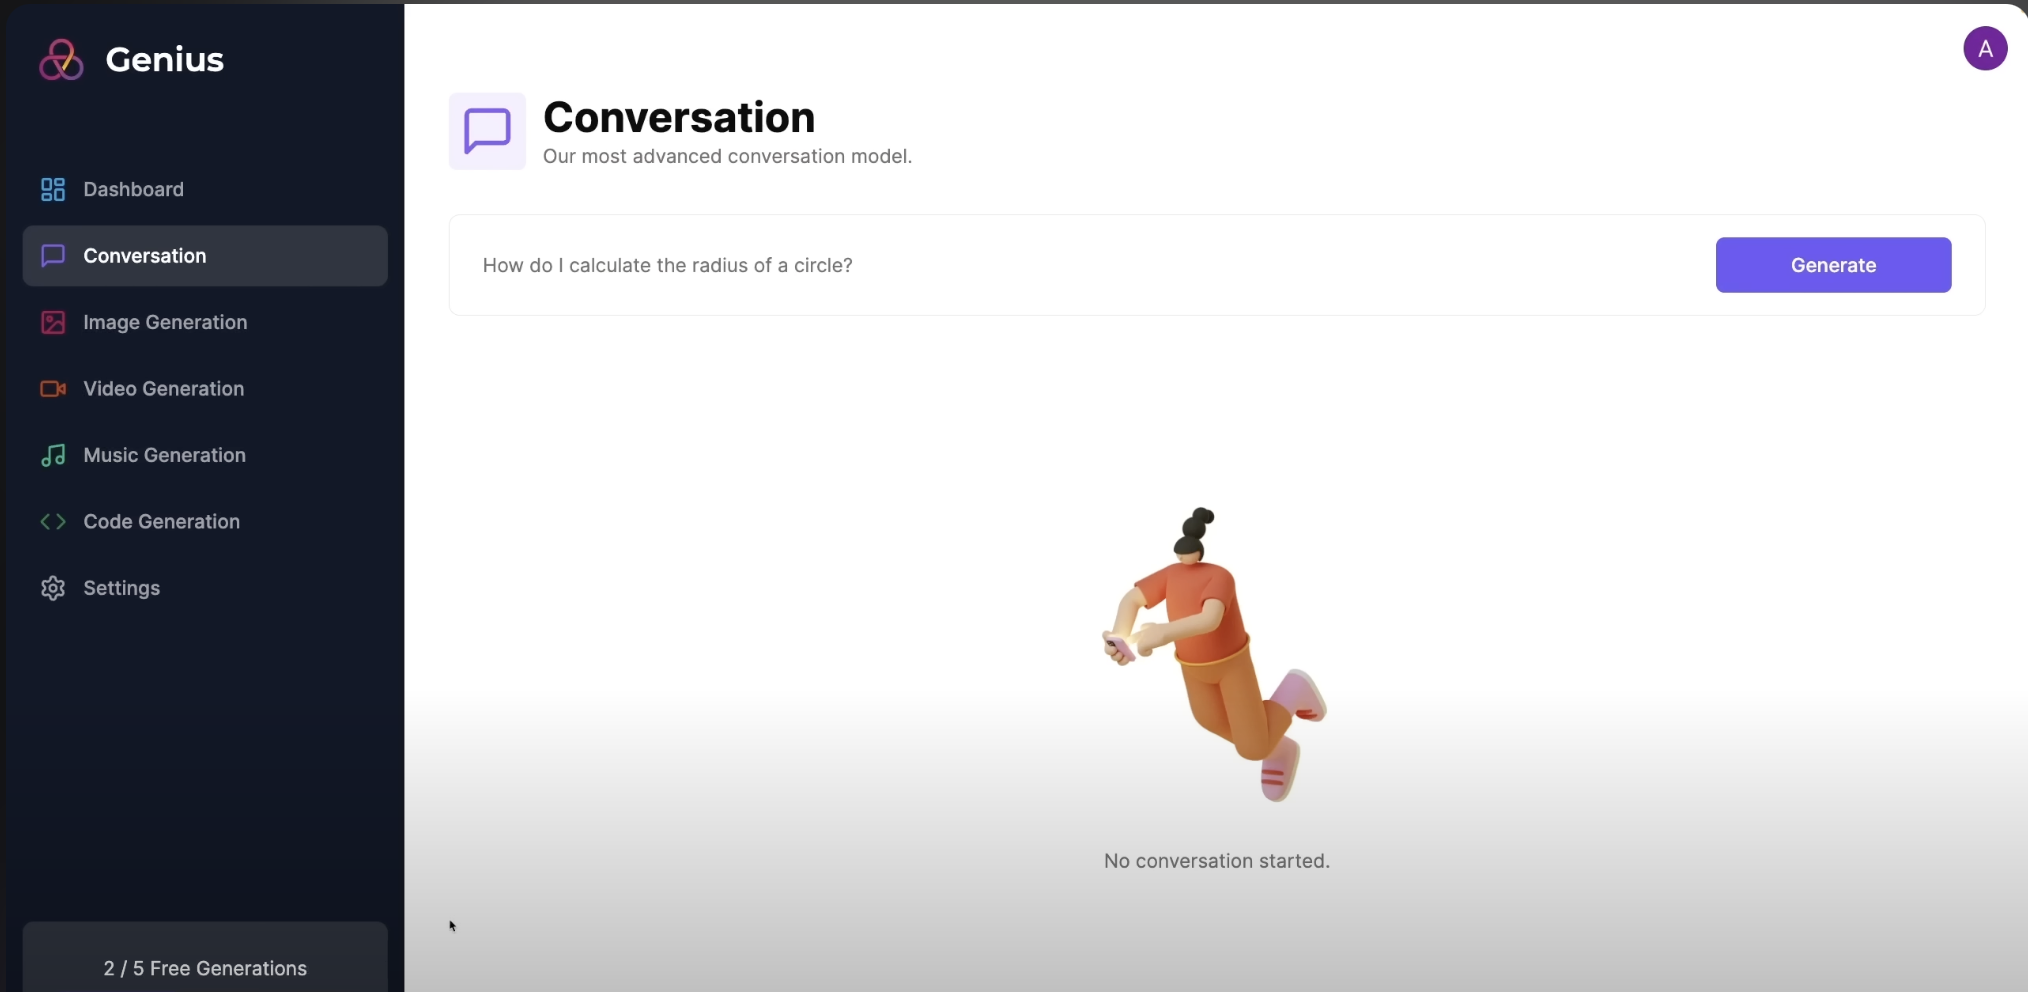 Genius
A
Dashboard
Conversation
Image Generation
Video Generation
Music Generation
Code Generation
Settings
2 / 5 Free Generations
Conversation
Our most advanced conversation model.
How do I calculate the radius of a circle?
Generate
No conversation started.